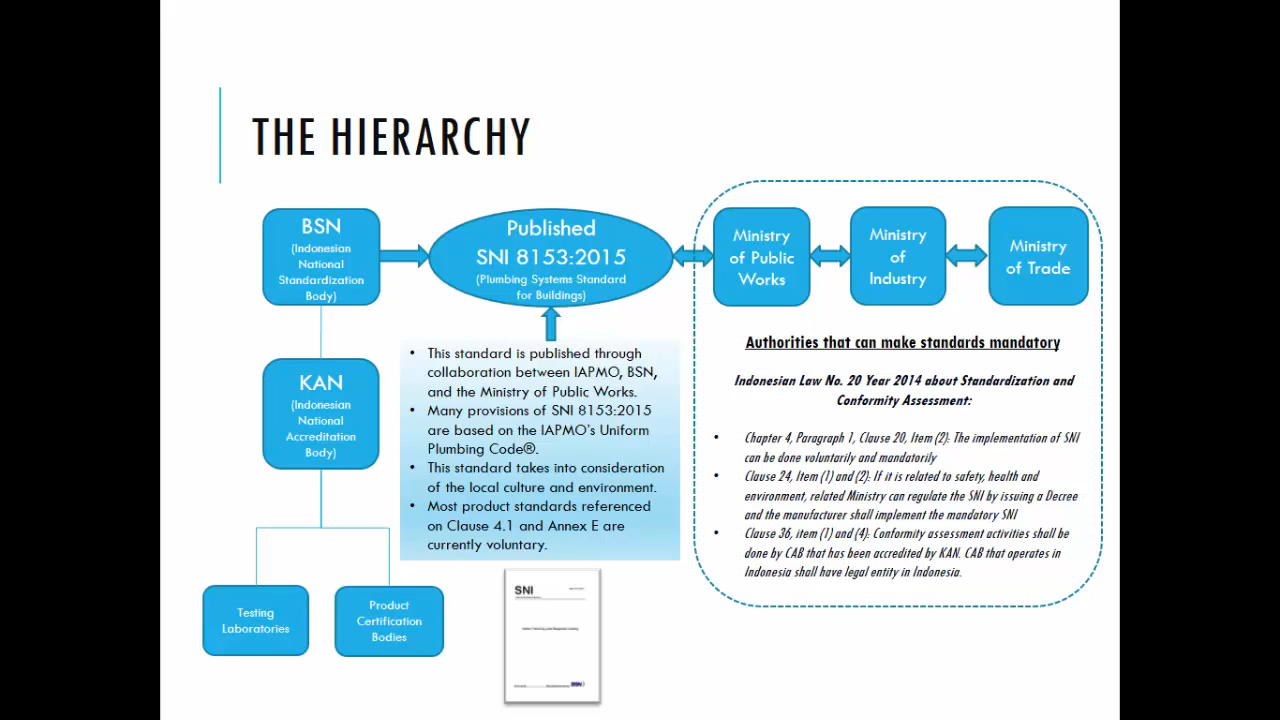 THE HIERARCHY
BSN
(Indonesian
National
Standardization
Body)
Published
SNI 8153:2015
(Plumbing Systems Standard
for Buildings)
Ministry
of Public
Works
Ministry
of
Industry
Ministry
of Trade
KAN
(Indonesian
National
Accreditation
Body)
Testing
Laboratories
Product
Certification
Bodies
• This standard is published through
collaboration between IAPMO, BSN,
and the Ministry of Public Works.
• Many provisions of SNI 8153:2015
are based on the IAPMO's Uniform
Plumbing Code®.
• This standard takes into consideration
of the local culture and environment.
• Most product standards referenced
on Clause 4.1 and Annex E are
currently voluntary.
Authorities that can make standards mandatory
Indonesian Law No. 20 Year 2014 about Standardization and
Conformity Assessment:
• Chapter 4, Paragraph 1, Clause 20, Item (2): The implementation of SNI
can be done voluntarily and mandatorily
• Clause 24, Item (1) and (2): If it is related to safety, health and
environment, related Ministry can regulate the SNI by issuing a Decree
and the manufacturer shall implement the mandatory SNI
• Clause 36, item (1) and (4): Conformity assessment activities shall be
done by CAB that has been accredited by KAN. CAB that operates in
Indonesia shall have legal entity in Indonesia.
SNI
BSN